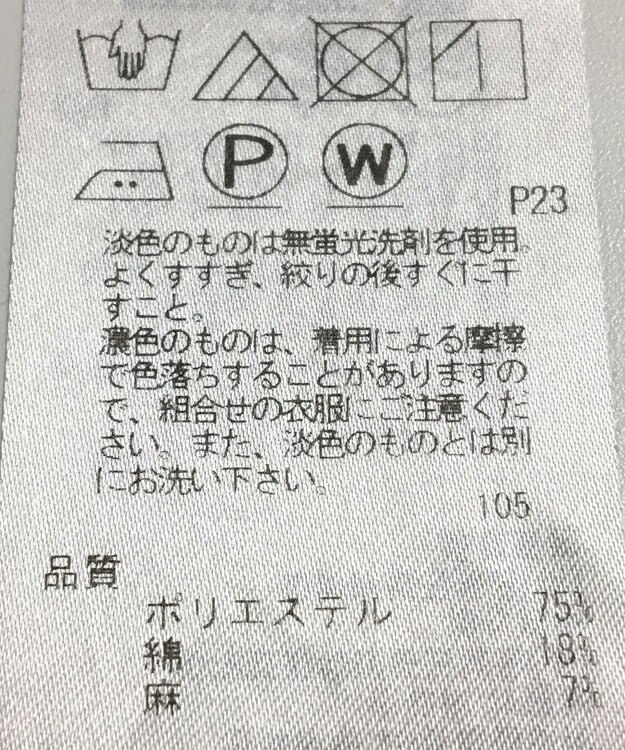 P W
P23
淡色のものは無蛍光洗剤を使用。
よくすすぎ、絞りの後すぐに干
すこと。
濃色のものは、着用による摩擦
で色落ちすることがありますの
で、組合せの衣服にご注意くだ
さい。また、淡色のものとは別
にお洗い下さい。
105
品質
ポリエステル 75%
綿 18%
麻 7%